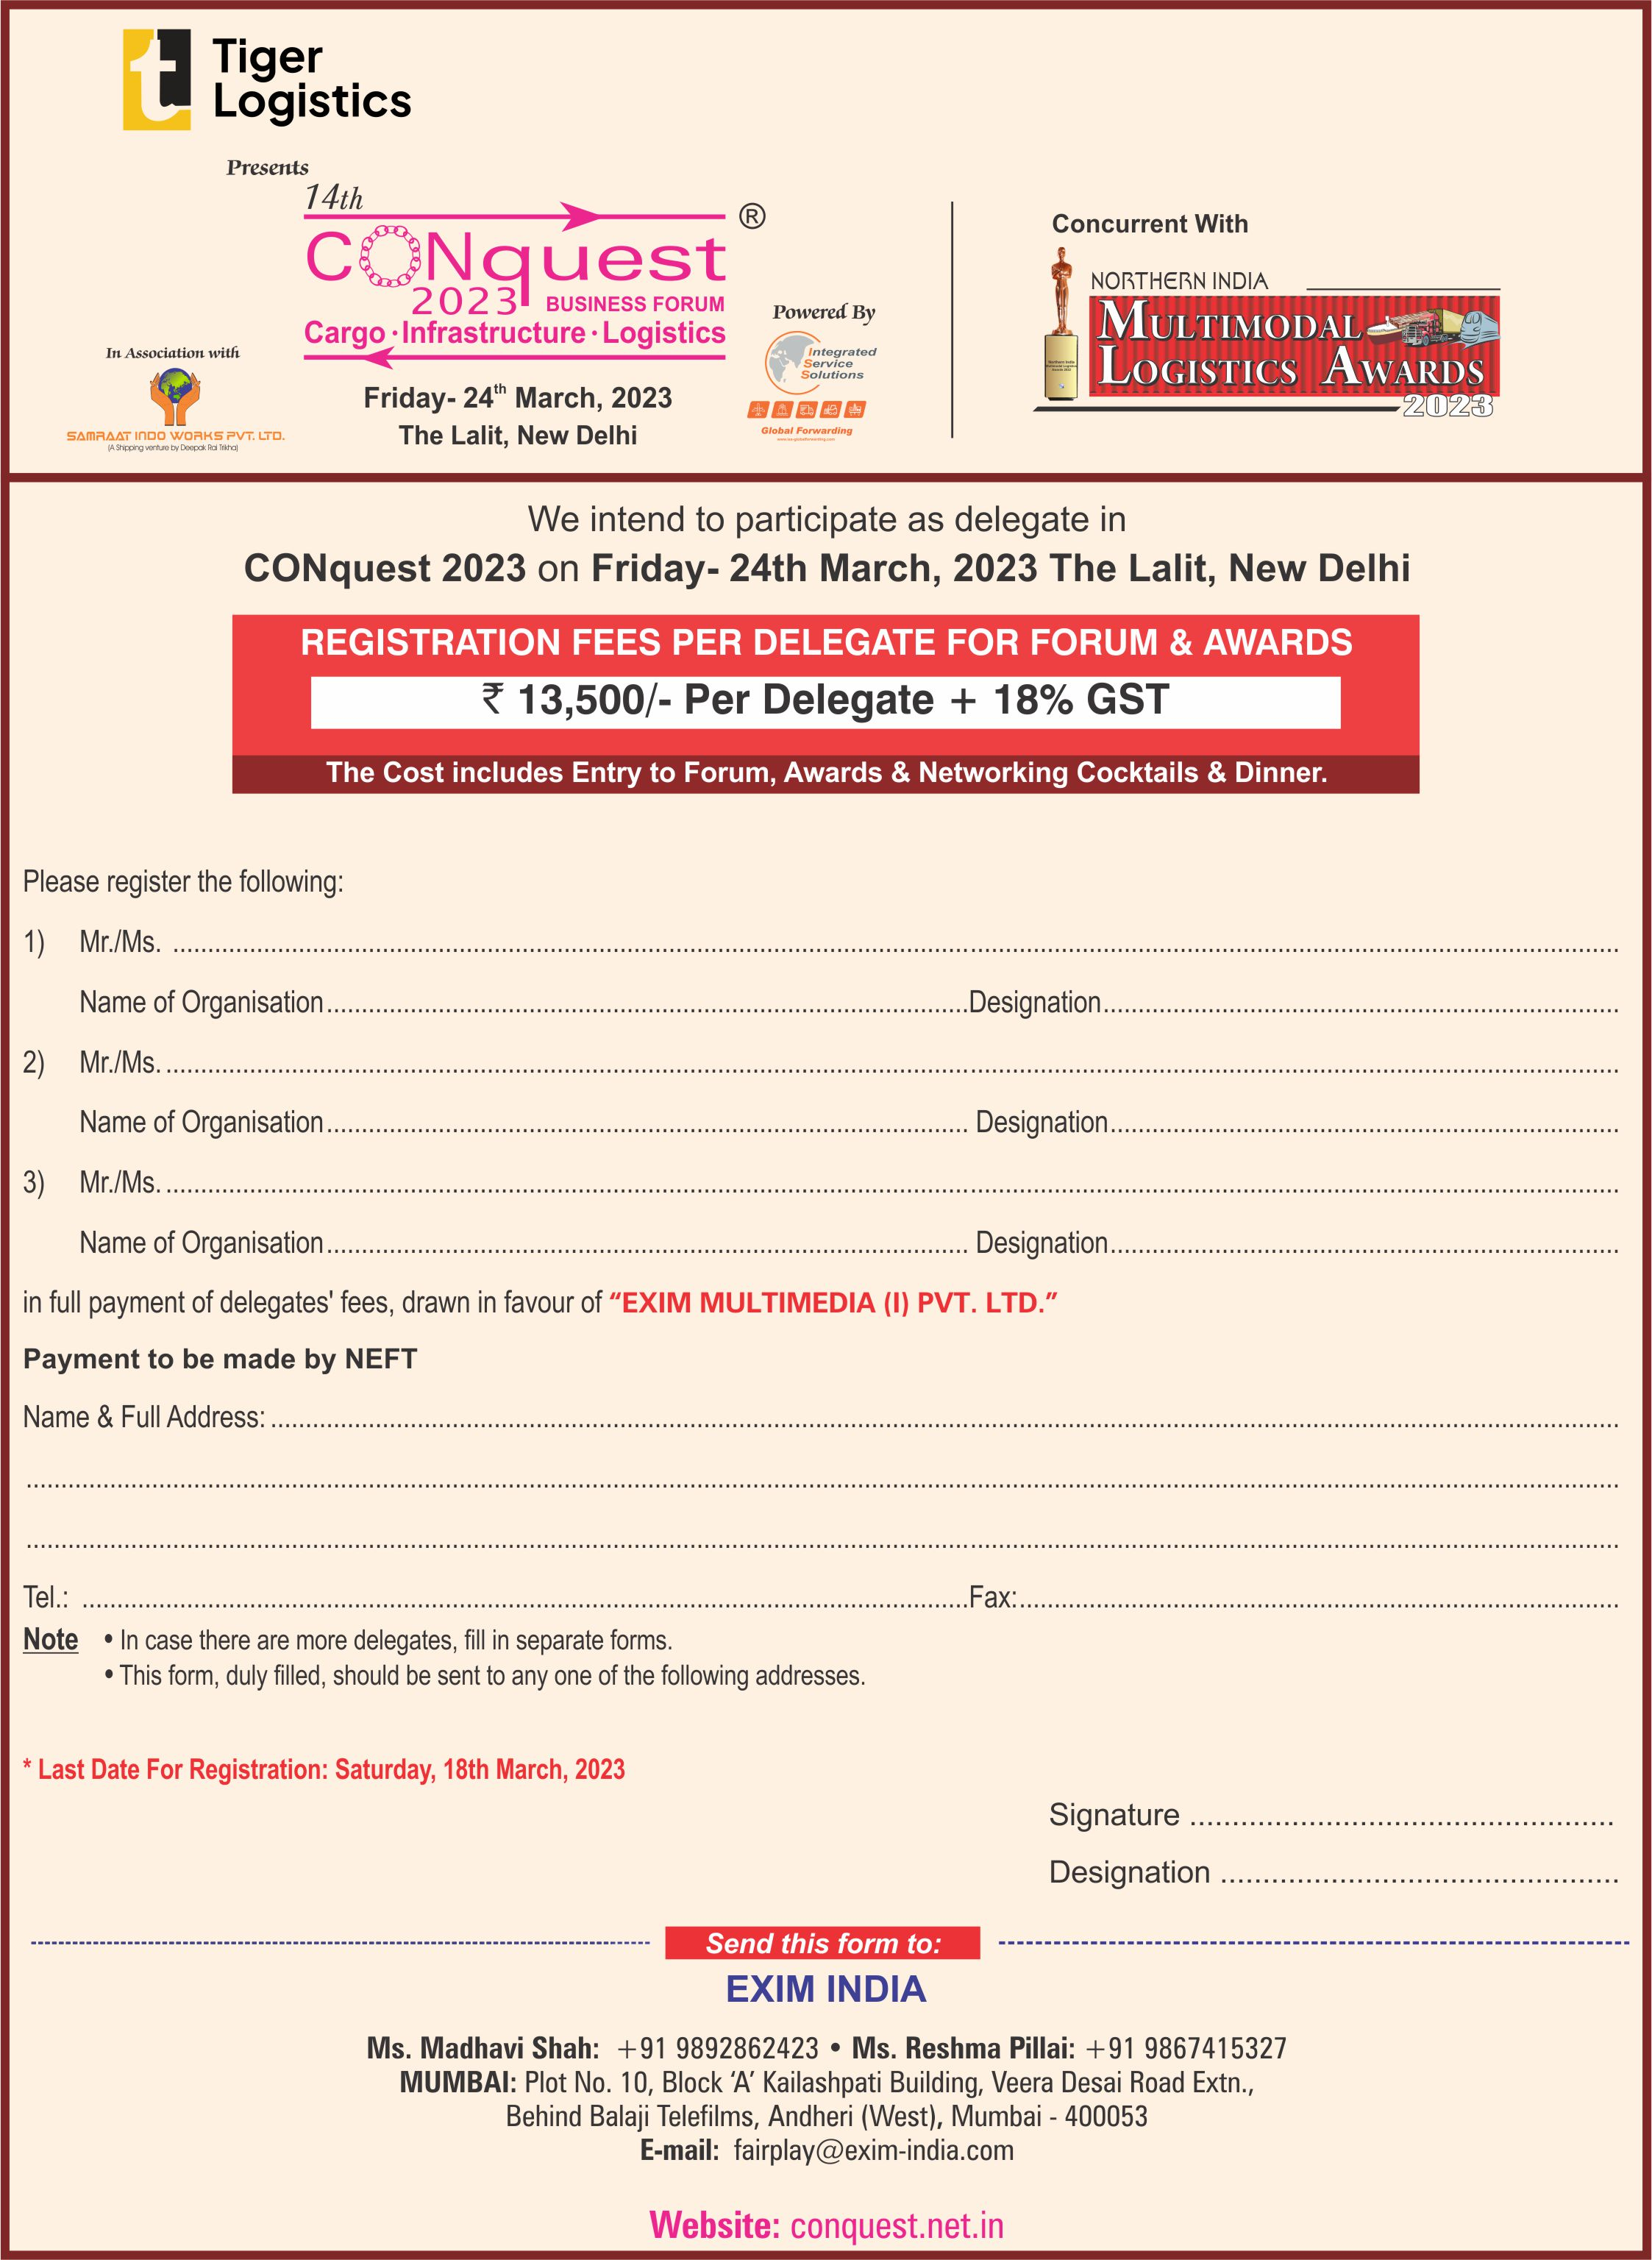 Tiger
Logistics
Presents
14th
CONquest ®
2023 BUSINESS FORUM
Cargo · Infrastructure · Logistics
Friday- 24th March, 2023
The Lalit, New Delhi
In Association with
SAMRAAT INDO WORKS PVT. LTD.
(A Shipping venture by Deepak Rai Trikha)
Powered By
Integrated
Service
Solutions
Global Forwarding
Concurrent With
NORTHERN INDIA
MULTIMODAL
LOGISTICS AWARDS
2023
We intend to participate as delegate in
CONquest 2023 on Friday- 24th March, 2023 The Lalit, New Delhi
REGISTRATION FEES PER DELEGATE FOR FORUM & AWARDS
₹ 13,500/- Per Delegate + 18% GST
The Cost includes Entry to Forum, Awards & Networking Cocktails & Dinner.
Please register the following:
1) Mr./Ms. ........................................
Name of Organisation........................................Designation........................................
2) Mr./Ms. ........................................
Name of Organisation........................................ Designation........................................
3) Mr./Ms. ........................................
Name of Organisation........................................ Designation........................................
in full payment of delegates' fees, drawn in favour of “EXIM MULTIMEDIA (I) PVT. LTD.”
Payment to be made by NEFT
Name & Full Address: ........................................
........................................
........................................
Tel.: ........................................Fax:........................................
Note • In case there are more delegates, fill in separate forms.
• This form, duly filled, should be sent to any one of the following addresses.
* Last Date For Registration: Saturday, 18th March, 2023
Signature ........................................
Designation ........................................
Send this form to:
EXIM INDIA
Ms. Madhavi Shah: +91 9892862423 • Ms. Reshma Pillai: +91 9867415327
MUMBAI: Plot No. 10, Block ‘A’ Kailashpati Building, Veera Desai Road Extn.,
Behind Balaji Telefilms, Andheri (West), Mumbai - 400053
E-mail: fairplay@exim-india.com
Website: conquest.net.in